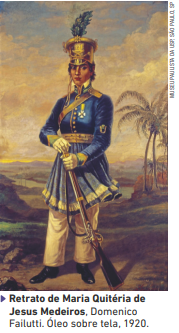 MUSEU PAULISTA DA USP, SÃO PAULO, SP
Retrato de Maria Quitéria de
Jesus Medeiros, Domenico
Failutti. Óleo sobre tela, 1920.